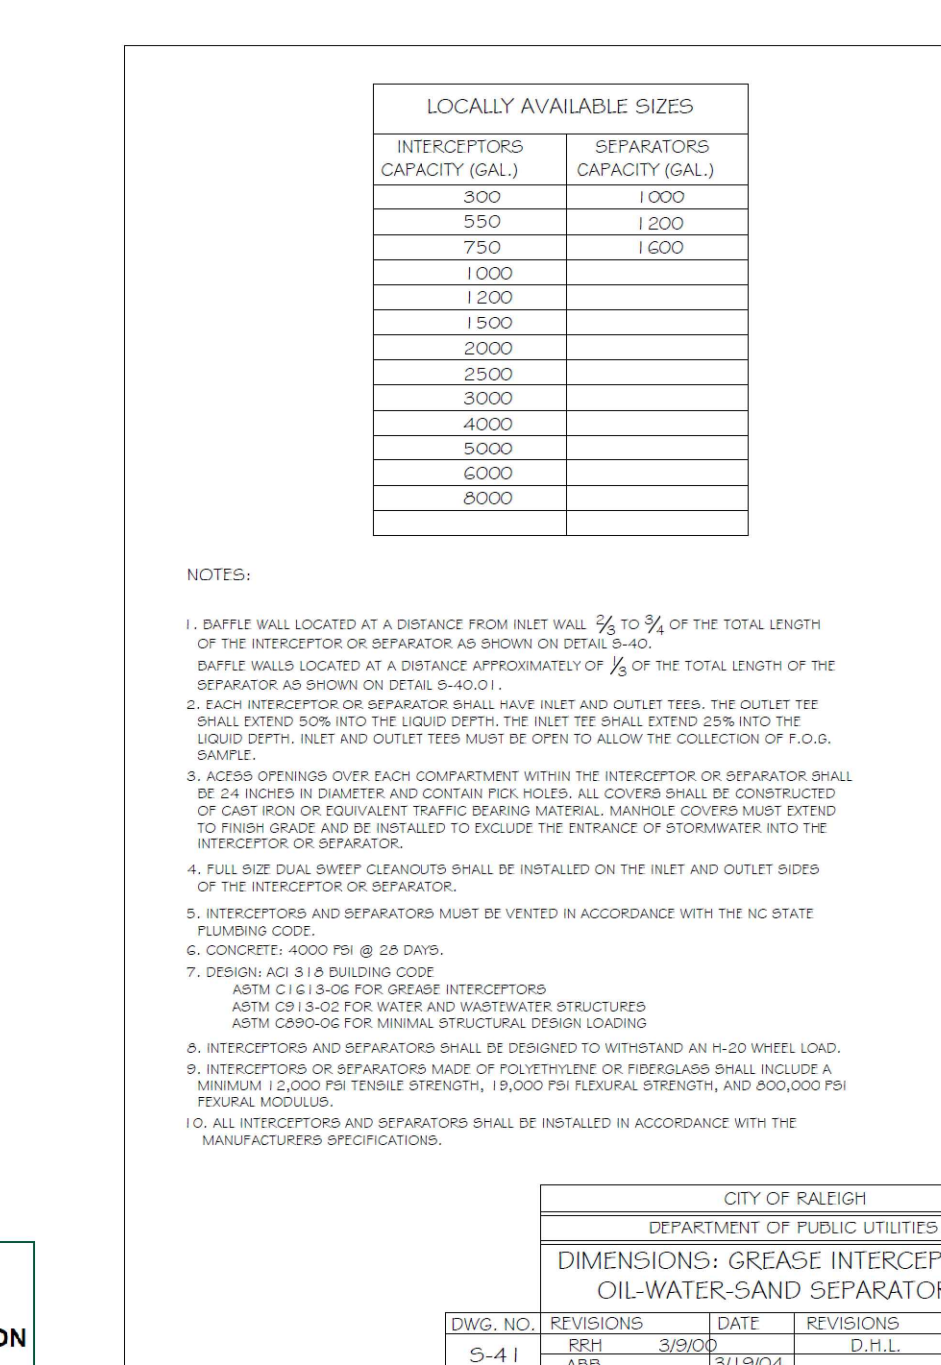 LOCALLY AVAILABLE SIZES
INTERCEPTORS CAPACITY (GAL.) SEPARATORS CAPACITY (GAL.)
300 1000
550 1200
750 1600
1000
1200
1500
2000
2500
3000
4000
5000
6000
8000
NOTES:
1. BAFFLE WALL LOCATED AT A DISTANCE FROM INLET WALL 2/3 TO 3/4 OF THE TOTAL LENGTH
OF THE INTERCEPTOR OR SEPARATOR AS SHOWN ON DETAIL S-40.
BAFFLE WALLS LOCATED AT A DISTANCE APPROXIMATELY OF 1/3 OF THE TOTAL LENGTH OF THE
SEPARATOR AS SHOWN ON DETAIL S-40.01.
2. EACH INTERCEPTOR OR SEPARATOR SHALL HAVE INLET AND OUTLET TEES. THE OUTLET TEE
SHALL EXTEND 50% INTO THE LIQUID DEPTH. THE INLET TEE SHALL EXTEND 25% INTO THE
LIQUID DEPTH. INLET AND OUTLET TEES MUST BE OPEN TO ALLOW THE COLLECTION OF F.O.G.
SAMPLE.
3. ACESS OPENINGS OVER EACH COMPARTMENT WITHIN THE INTERCEPTOR OR SEPARATOR SHALL
BE 24 INCHES IN DIAMETER AND CONTAIN PICK HOLES. ALL COVERS SHALL BE CONSTRUCTED
OF CAST IRON OR EQUIVALENT TRAFFIC BEARING MATERIAL. MANHOLE COVERS MUST EXTEND
TO FINISH GRADE AND BE INSTALLED TO EXCLUDE THE ENTRANCE OF STORMWATER INTO THE
INTERCEPTOR OR SEPARATOR.
4. FULL SIZE DUAL SWEEP CLEANOUTS SHALL BE INSTALLED ON THE INLET AND OUTLET SIDES
OF THE INTERCEPTOR OR SEPARATOR.
5. INTERCEPTORS AND SEPARATORS MUST BE VENTED IN ACCORDANCE WITH THE NC STATE
PLUMBING CODE.
6. CONCRETE: 4000 PSI @ 28 DAYS.
7. DESIGN: ACI 318 BUILDING CODE
ASTM C1613-06 FOR GREASE INTERCEPTORS
ASTM C913-02 FOR WATER AND WASTEWATER STRUCTURES
ASTM C890-06 FOR MINIMAL STRUCTURAL DESIGN LOADING
8. INTERCEPTORS AND SEPARATORS SHALL BE DESIGNED TO WITHSTAND AN H-20 WHEEL LOAD.
9. INTERCEPTORS OR SEPARATORS MADE OF POLYETHYLENE OR FIBERGLASS SHALL INCLUDE A
MINIMUM 12,000 PSI TENSILE STRENGTH, 19,000 PSI FLEXURAL STRENGTH, AND 800,000 PSI
FEXURAL MODULUS.
10. ALL INTERCEPTORS AND SEPARATORS SHALL BE INSTALLED IN ACCORDANCE WITH THE
MANUFACTURERS SPECIFICATIONS.
CITY OF RALEIGH
DEPARTMENT OF PUBLIC UTILITIES
DIMENSIONS: GREASE INTERCEP
OIL-WATER-SAND SEPARATO
DWG. NO. REVISIONS DATE REVISIONS
S-41 RRH 3/9/00 D.H.L.
ABB 3/19/04
ON